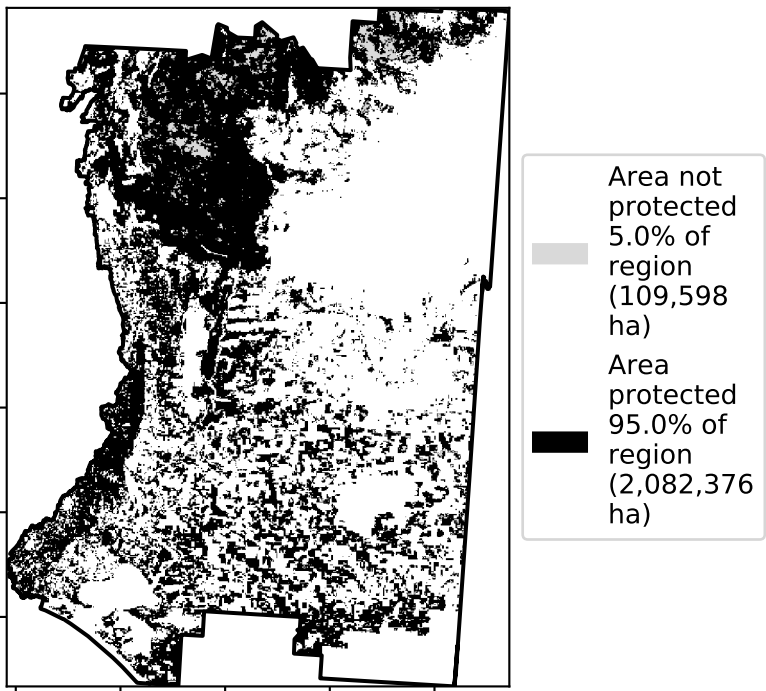 Area not
protected
5.0% of
region
(109,598
ha)
Area
protected
95.0% of
region
(2,082,376
ha)